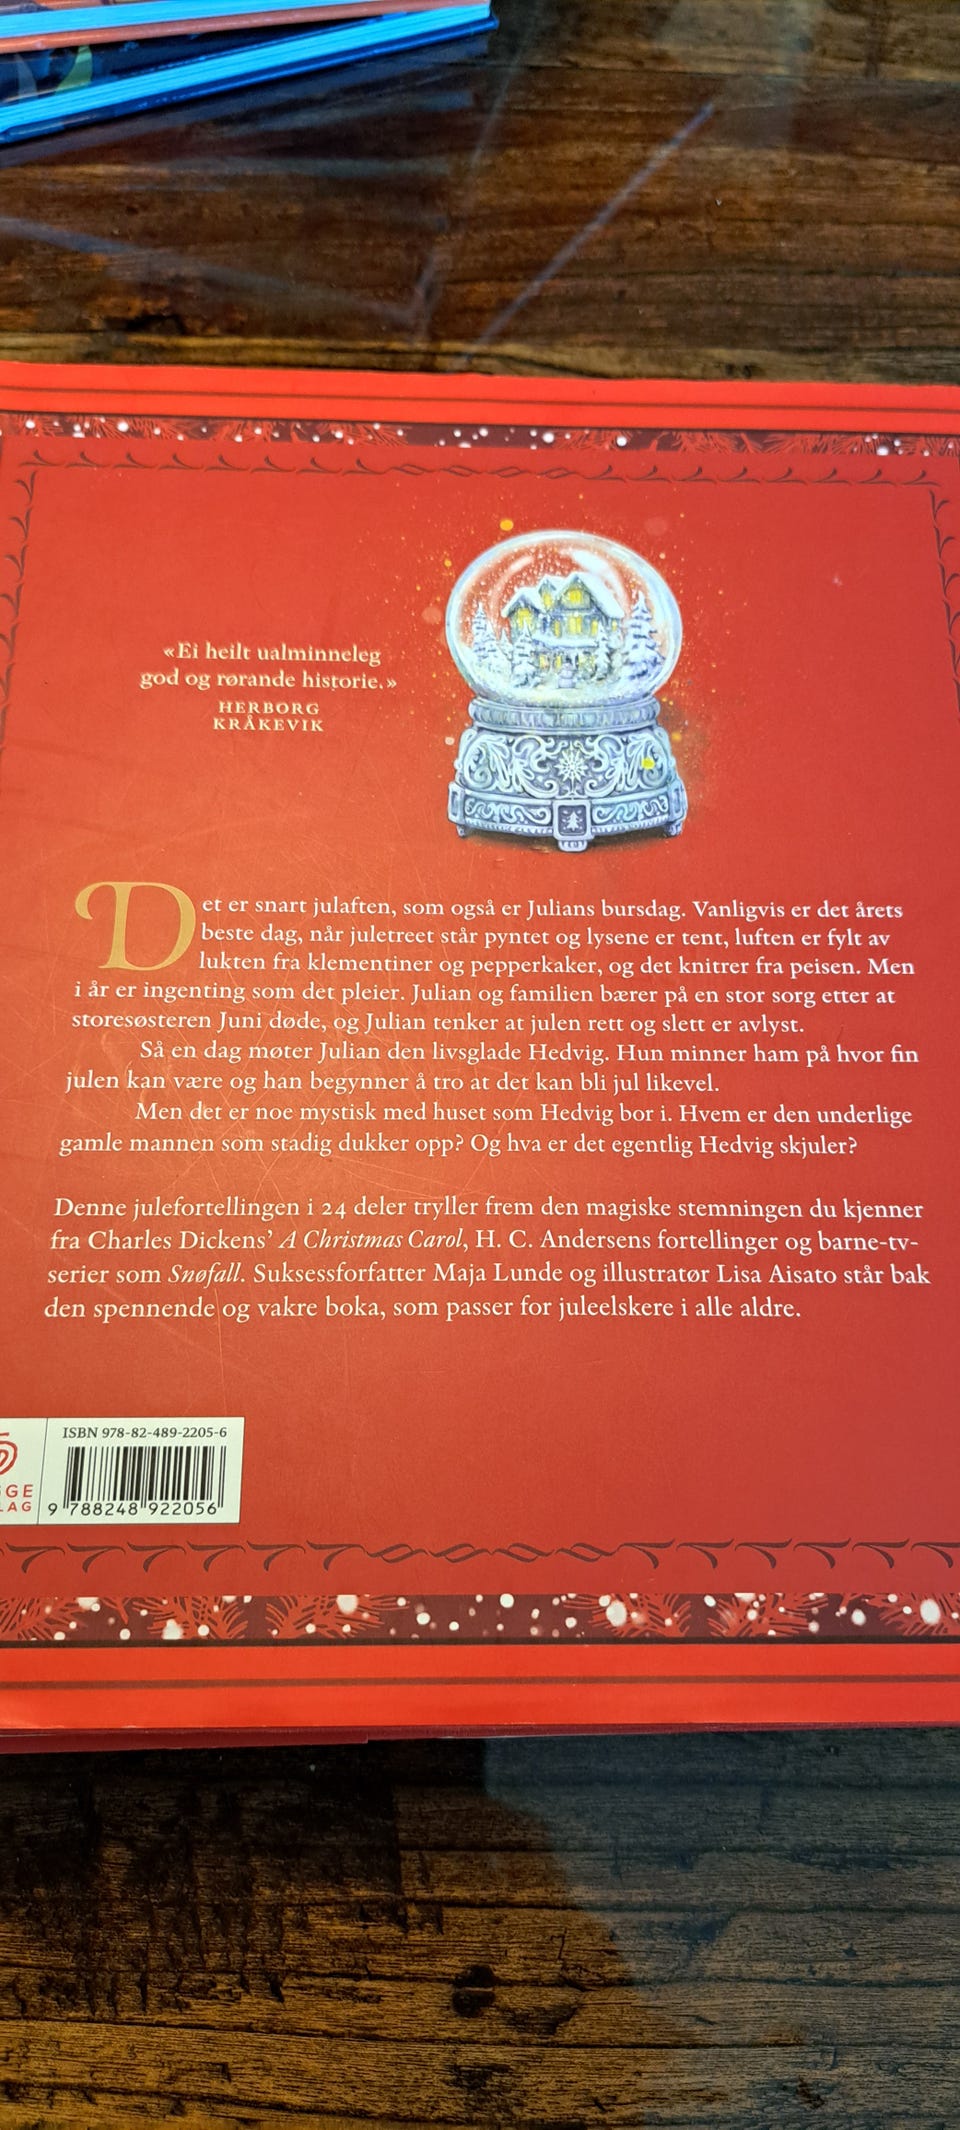 «Ei heilt ualminneleg
god og rørande historie.»
HERBORG
KRÅKEVIK
Det er snart julaften, som også er Julians bursdag. Vanligvis er det årets
beste dag, når juletreet står pyntet og lysene er tent, luften er fylt av
lukten fra klementiner og pepperkaker, og det knitrer fra peisen. Men
i år er ingenting som det pleier. Julian og familien bærer på en stor sorg etter at
storesøsteren Juni døde, og Julian tenker at julen rett og slett er avlyst.
Så en dag møter Julian den livsglade Hedvig. Hun minner ham på hvor fin
julen kan være og han begynner å tro at det kan bli jul likevel.
Men det er noe mystisk med huset som Hedvig bor i. Hvem er den underlige
gamle mannen som stadig dukker opp? Og hva er det egentlig Hedvig skjuler?
Denne julefortellingen i 24 deler tryller frem den magiske stemningen du kjenner
fra Charles Dickens' A Christmas Carol, H. C. Andersens fortellinger og barne-tv-
serier som Snøfall. Suksessforfatter Maja Lunde og illustratør Lisa Aisato står bak
den spennende og vakre boka, som passer for juleelskere i alle aldre.
ISBN 978-82-489-2205-6
9 788248 922056